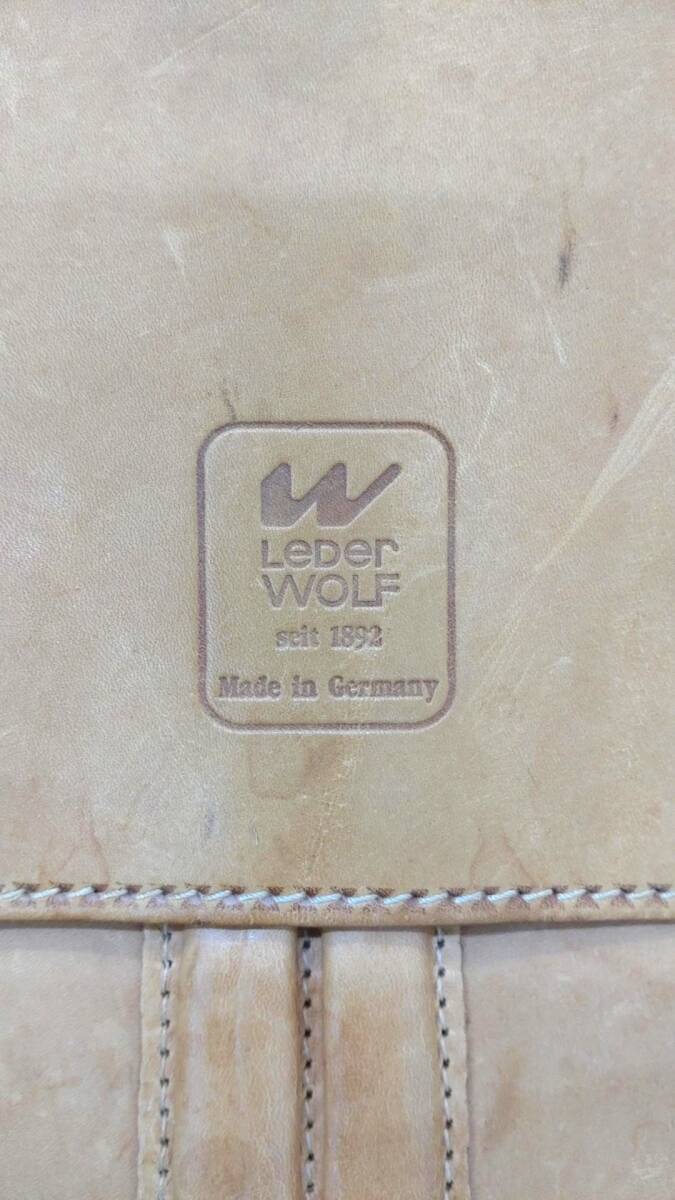 Leder
WOLF
seit 1892
Made in Germany